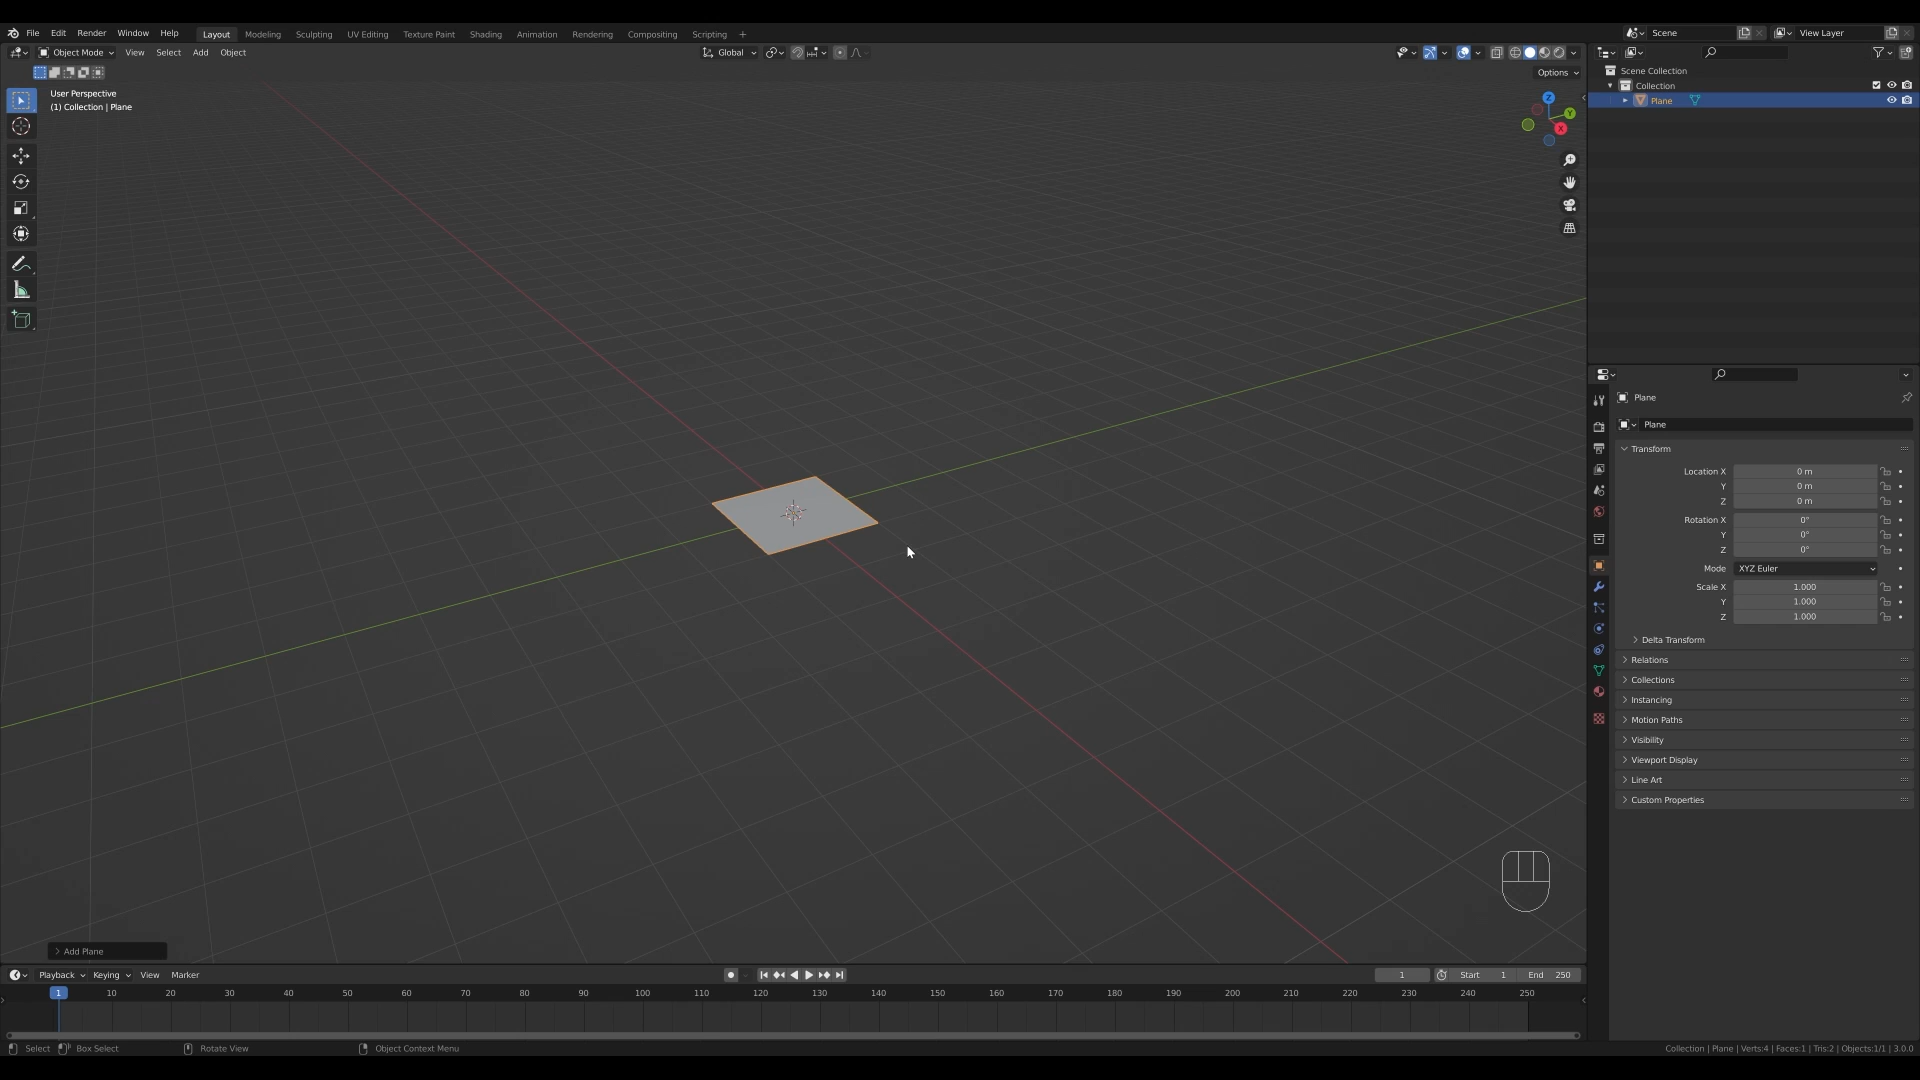 File Edit Render Window Help Layout Modeling Sculpting UV Editing Texture Paint Shading Animation Rendering Compositing Scripting + Scene View Layer
Object Mode View Select Add Object Global
Options
User Perspective
(1) Collection | Plane
Z
Y
X
Scene Collection
Collection
Plane
Plane
Plane
Transform
Location X 0 m
Y 0 m
Z 0 m
Rotation X 0°
Y 0°
Z 0°
Mode XYZ Euler
Scale X 1.000
Y 1.000
Z 1.000
Delta Transform
Relations
Collections
Instancing
Motion Paths
Visibility
Viewport Display
Line Art
Custom Properties
Add Plane
Playback Keying View Marker 1 Start 1 End 250
1 10 20 30 40 50 60 70 80 90 100 110 120 130 140 150 160 170 180 190 200 210 220 230 240 250
Select Box Select Rotate View Object Context Menu Collection | Plane | Verts:4 | Faces:1 | Tris:2 | Objects:1/1 | 3.0.0